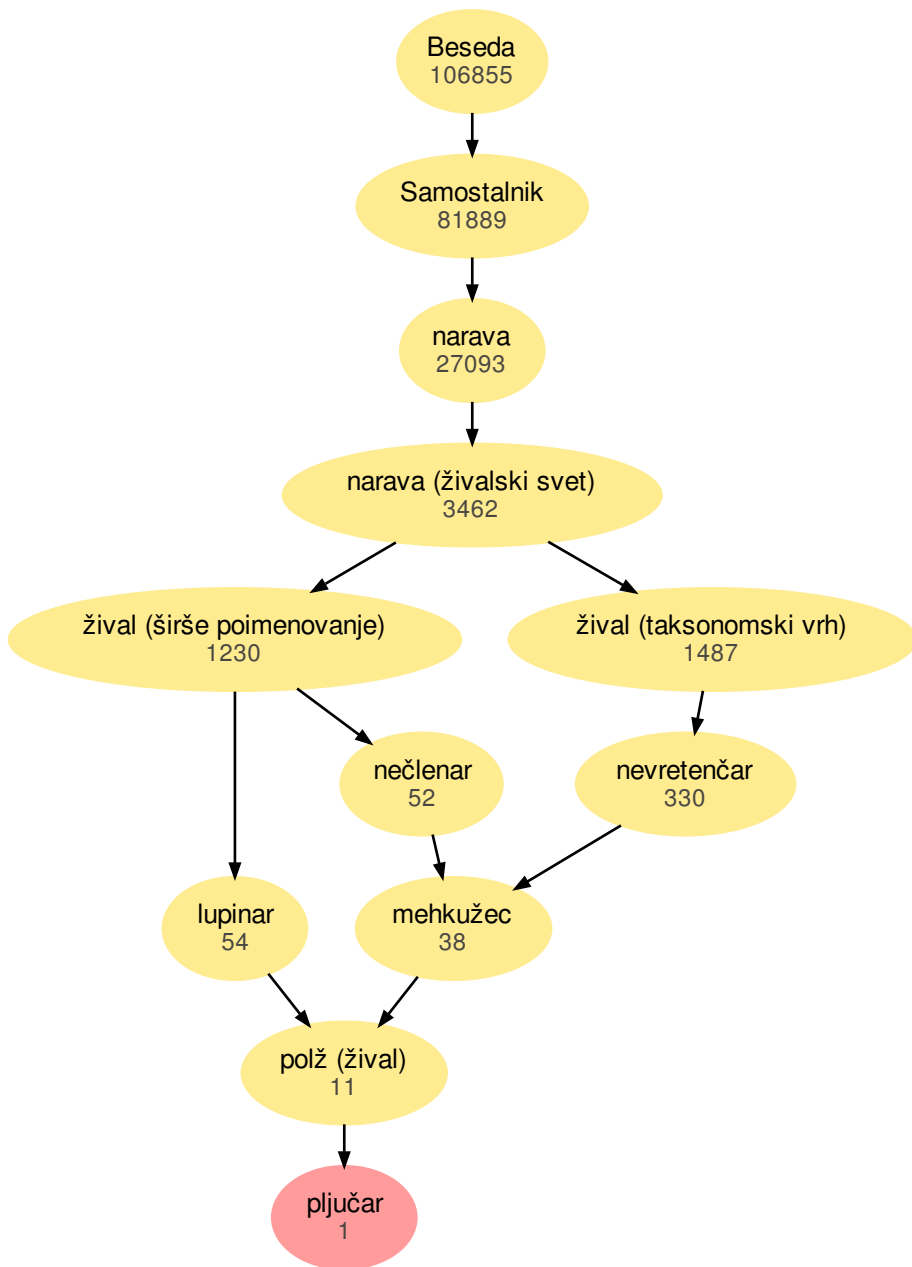 Beseda
106855
Samostalnik
81889
narava
27093
narava (živalski svet)
3462
žival (širše poimenovanje)
1230
žival (taksonomski vrh)
1487
nečlenar
52
nevretenčar
330
lupinar
54
mehkužec
38
polž (žival)
11
pljučar
1